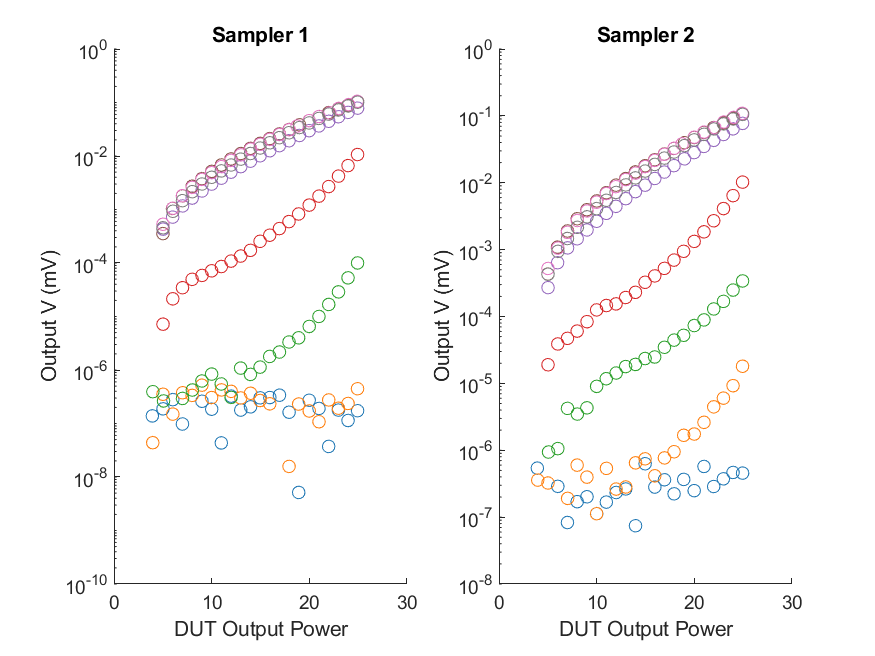 Sampler 1
10^0
10^-2
10^-4
10^-6
10^-8
10^-10
Output V (mV)
0 10 20 30
DUT Output Power
Sampler 2
10^0
10^-1
10^-2
10^-3
10^-4
10^-5
10^-6
10^-7
10^-8
Output V (mV)
0 10 20 30
DUT Output Power